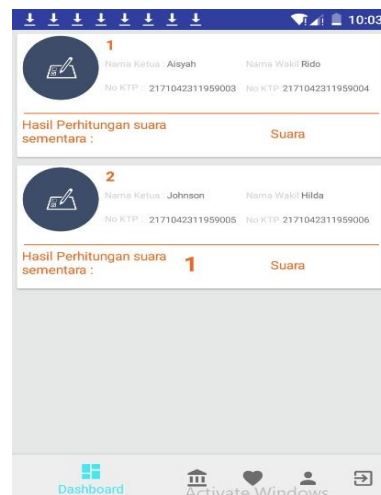 10:03
1
Nama Ketua : Aisyah Nama Wakil Rido
No KTP : 2171042311959003 No KTP 2171042311959004
Hasil Perhitungan suara
sementara : Suara
2
Nama Ketua : Johnson Nama Wakil Hilda
No KTP : 2171042311959005 No KTP 2171042311959006
Hasil Perhitungan suara
sementara : 1 Suara
Dashboard
Activate Windows